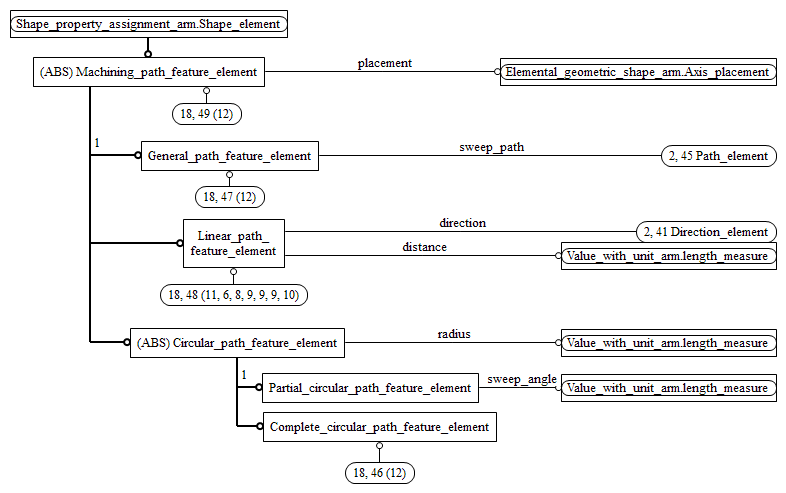 Shape_property_assignment_arm.Shape_element
(ABS) Machining_path_feature_element
placement
Elemental_geometric_shape_arm.Axis_placement
18, 49 (12)
1
General_path_feature_element
sweep_path
2, 45 Path_element
18, 47 (12)
Linear_path_
feature_element
direction
2, 41 Direction_element
distance
Value_with_unit_arm.length_measure
18, 48 (11, 6, 8, 9, 9, 9, 10)
(ABS) Circular_path_feature_element
radius
Value_with_unit_arm.length_measure
1
Partial_circular_path_feature_element
sweep_angle
Value_with_unit_arm.length_measure
Complete_circular_path_feature_element
18, 46 (12)